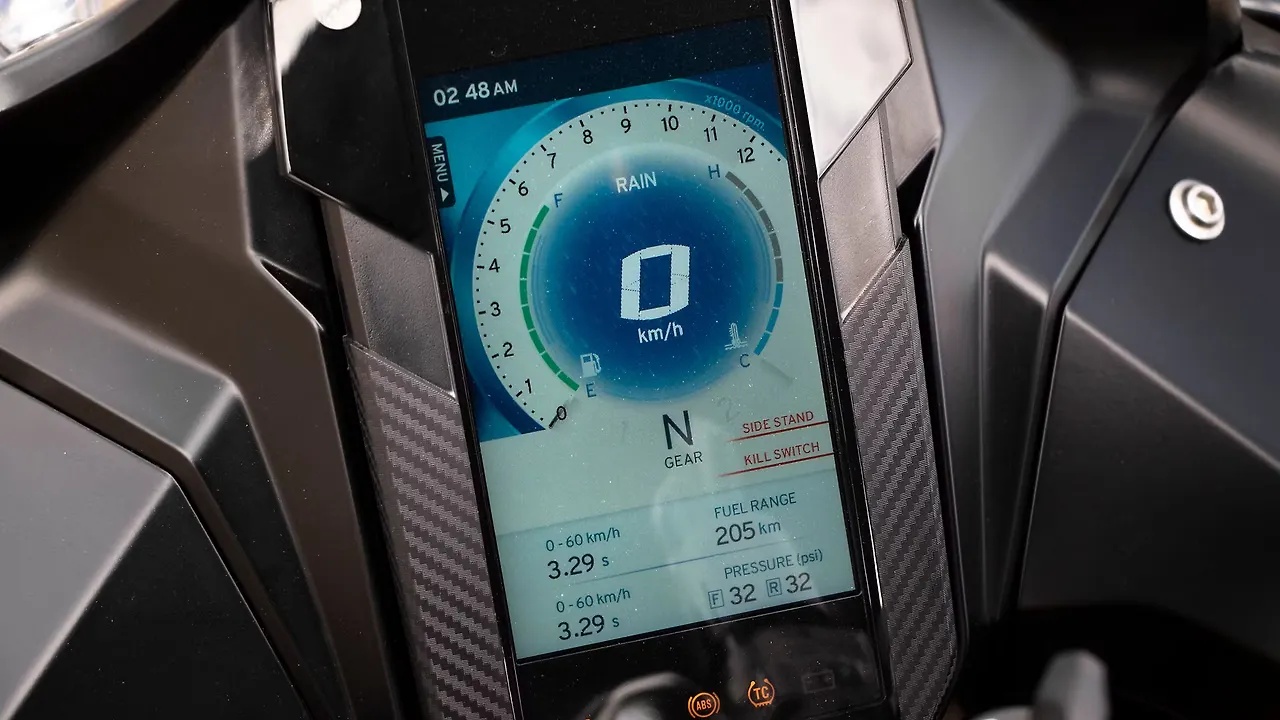 02 48 AM
x1000 rpm
MENU
0
1
2
3
4
5
6
7
8
9
10
11
12
F
H
RAIN
0
km/h
E
C
N
GEAR
SIDE STAND
KILL SWITCH
0 - 60 km/h
3.29 s
FUEL RANGE
205 km
0 - 60 km/h
3.29 s
PRESSURE (psi)
F 32 R 32
ABS
TC